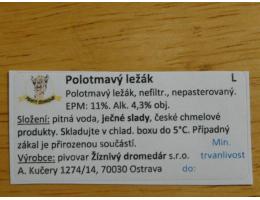 Polotmavý ležák L
Polotmavý ležák, nefiltr., nepasterovaný.
EPM: 11%. Alk. 4,3% obj.
Složení: pitná voda, ječné slady, české chmelové
produkty. Skladujte v chlad. boxu do 5°C. Případný
zákal je přirozenou součástí. Min.
Výrobce: pivovar Žíznivý dromedár s.r.o. trvanlivost
A. Kučery 1274/14, 70030 Ostrava do: